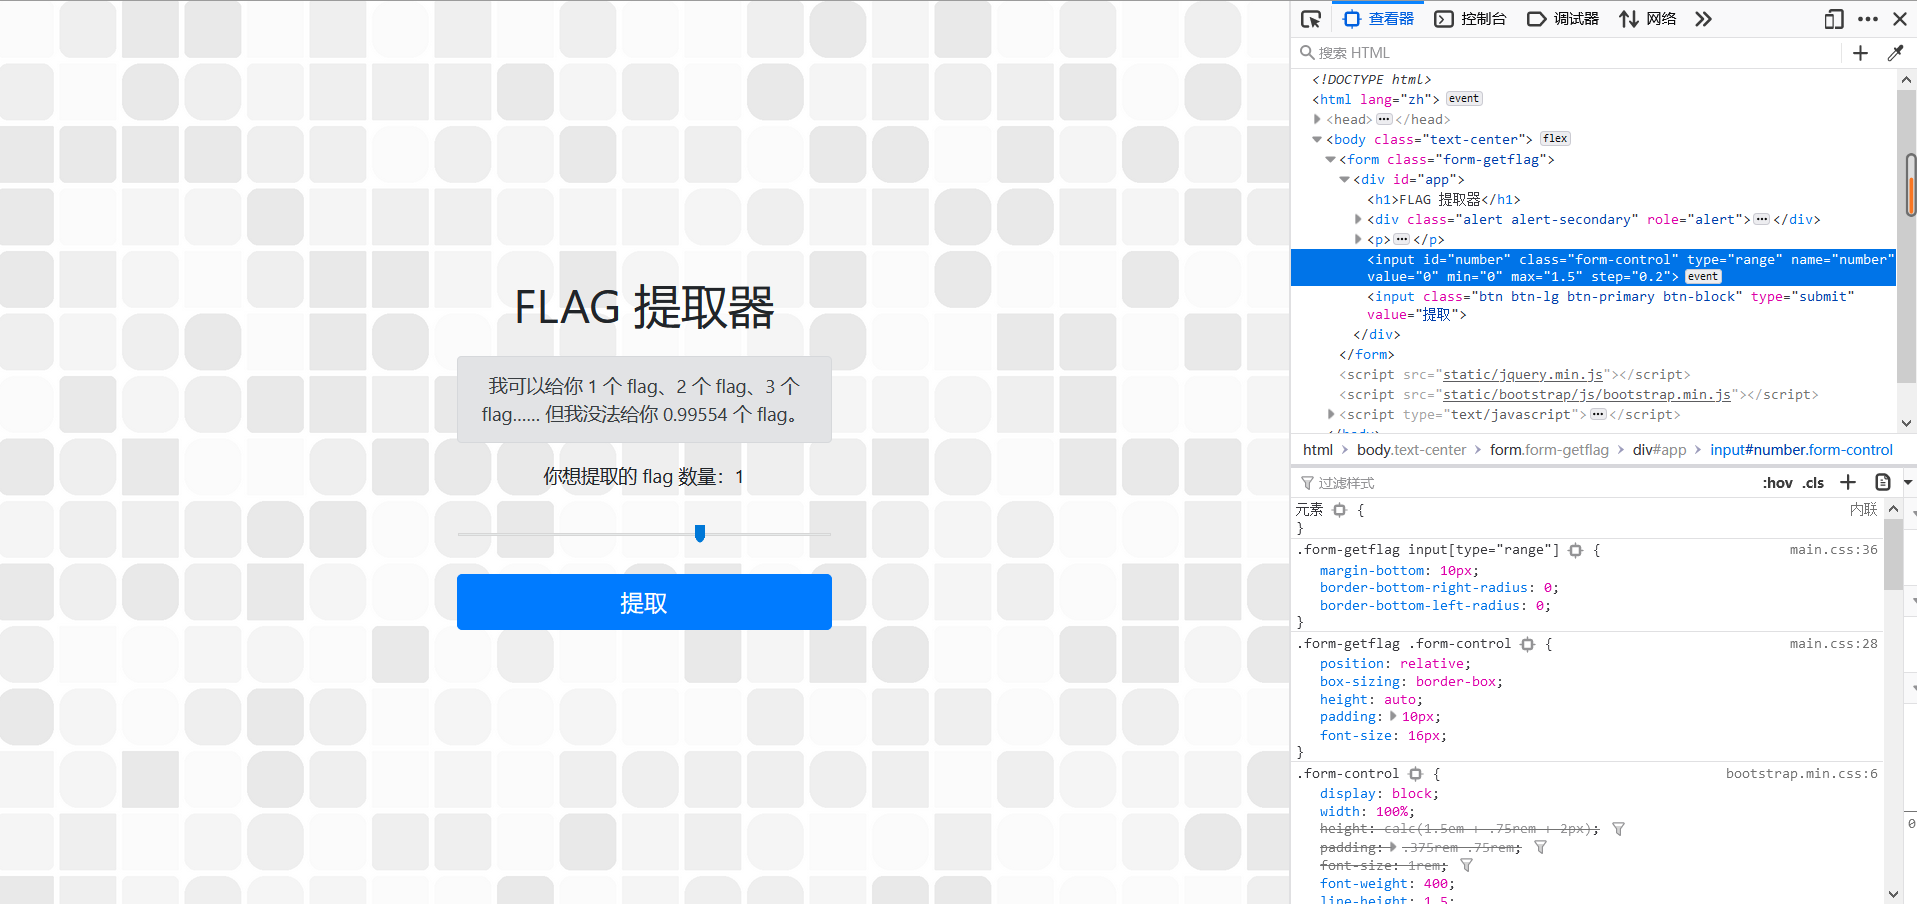 FLAG 提取器
我可以给你 1 个 flag、2 个 flag、3 个
flag...... 但我没法给你 0.99554 个 flag。
你想提取的 flag 数量：1
提取
查看器 控制台 调试器 网络
搜索 HTML
<!DOCTYPE html>
<html lang="zh"> event
<head> ··· </head>
<body class="text-center"> flex
<form class="form-getflag">
<div id="app">
<h1>FLAG 提取器</h1>
<div class="alert alert-secondary" role="alert"> ··· </div>
<p> ··· </p>
<input id="number" class="form-control" type="range" name="number"
value="0" min="0" max="1.5" step="0.2"> event
<input class="btn btn-lg btn-primary btn-block" type="submit"
value="提取">
</div>
</form>
<script src="static/jquery.min.js"></script>
<script src="static/bootstrap/js/bootstrap.min.js"></script>
<script type="text/javascript"> ··· </script>
</body>
html body.text-center form.form-getflag div#app input#number.form-control
过滤样式 :hov .cls
元素 { 内联
}
.form-getflag input[type="range"] { main.css:36
margin-bottom: 10px;
border-bottom-right-radius: 0;
border-bottom-left-radius: 0;
}
.form-getflag .form-control { main.css:28
position: relative;
box-sizing: border-box;
height: auto;
padding: 10px;
font-size: 16px;
}
.form-control { bootstrap.min.css:6
display: block;
width: 100%;
height: calc(1.5em + .75rem + 2px);
padding: .375rem .75rem;
font-size: 1rem;
font-weight: 400;
line-height: 1.5;
0